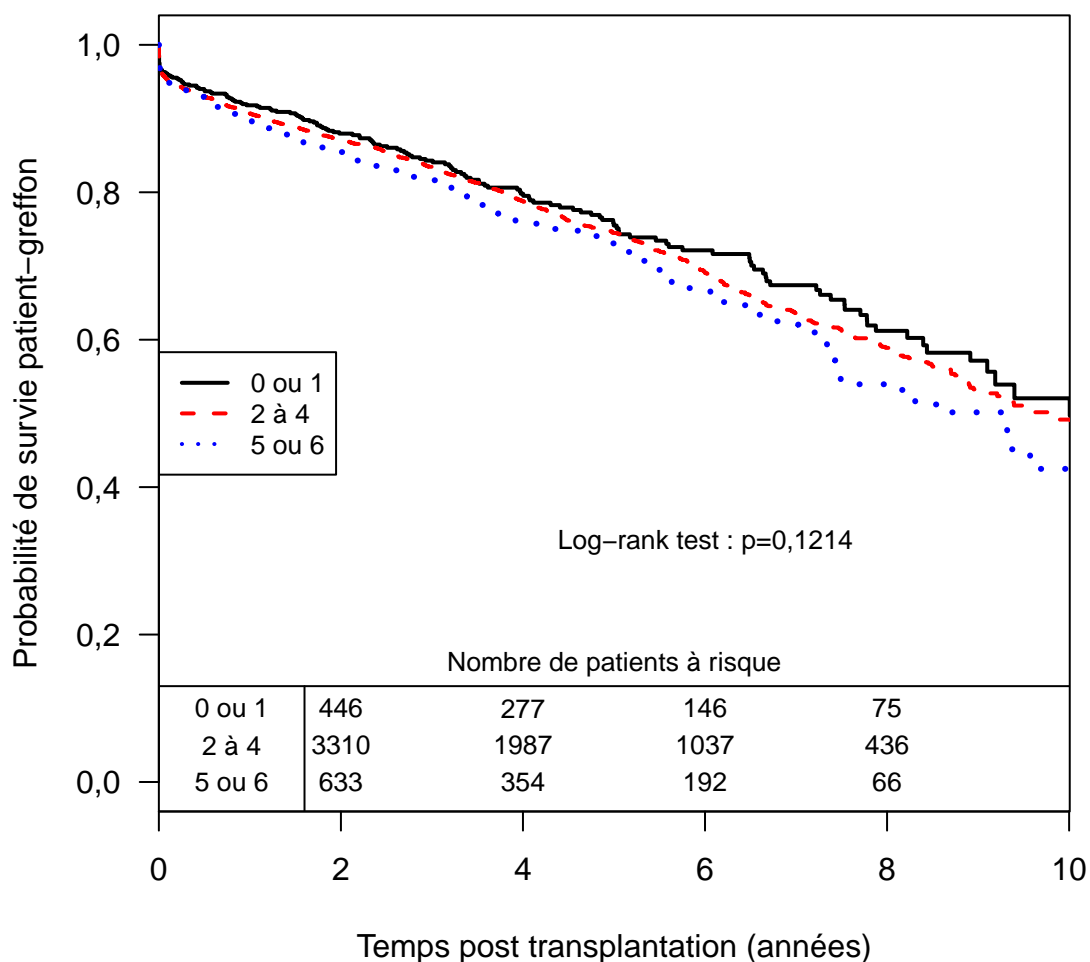 Probabilité de survie patient−greffon
1,0
0,8
0,6
0,4
0,2
0,0
0 ou 1
2 à 4
5 ou 6
Log−rank test : p=0,1214
Nombre de patients à risque
0 ou 1 446 277 146 75
2 à 4 3310 1987 1037 436
5 ou 6 633 354 192 66
0 2 4 6 8 10
Temps post transplantation (années)